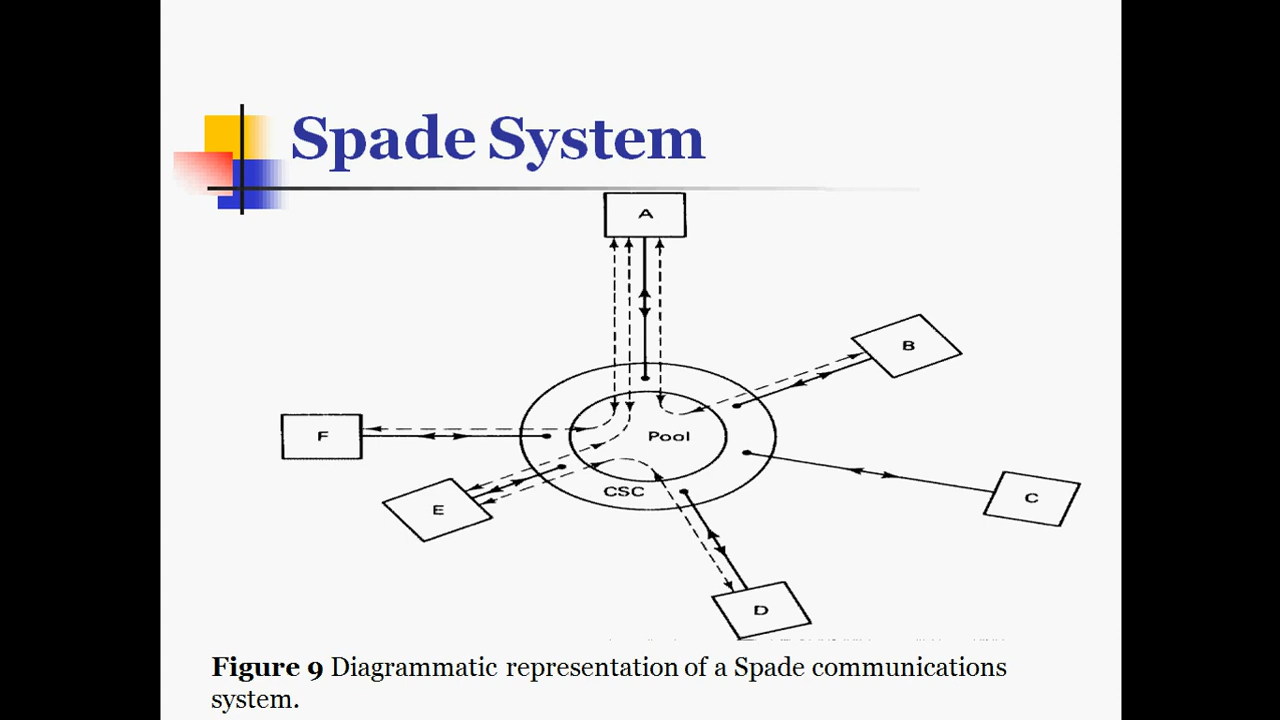 Spade System
A
B
Pool
F
CSC
E
C
D
Figure 9 Diagrammatic representation of a Spade communications
system.